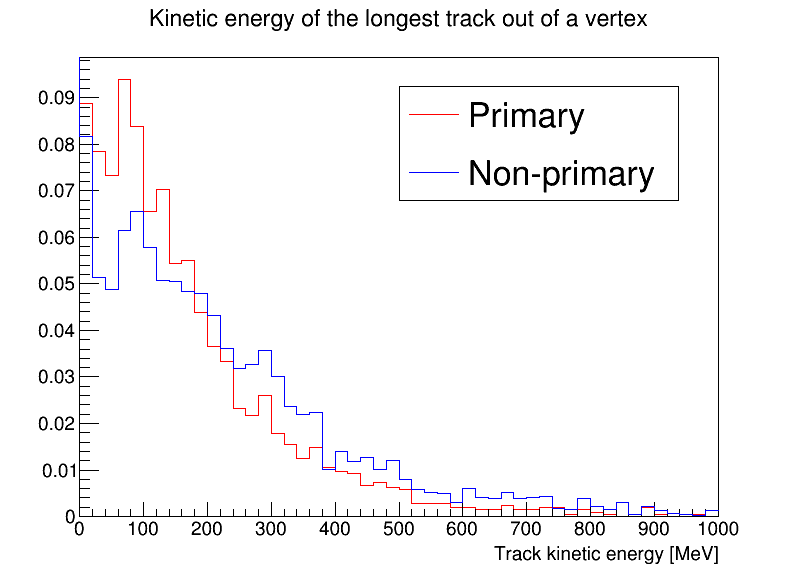 Kinetic energy of the longest track out of a vertex
0.09
0.08
0.07
0.06
0.05
0.04
0.03
0.02
0.01
0
Primary
Non-primary
0 100 200 300 400 500 600 700 800 900 1000
Track kinetic energy [MeV]